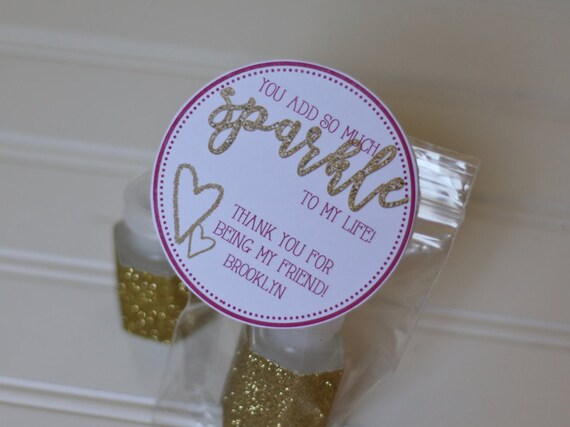 YOU ADD SO MUCH
sparkle
TO MY LIFE!
THANK YOU FOR
BEING MY FRIEND!
BROOKLYN